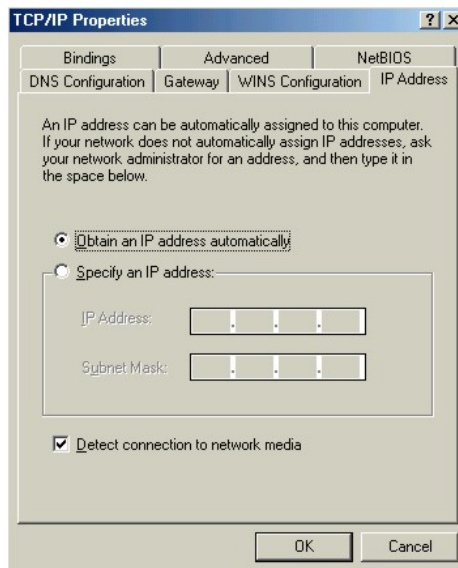 TCP/IP Properties
? X
Bindings Advanced NetBIOS
DNS Configuration Gateway WINS Configuration IP Address
An IP address can be automatically assigned to this computer.
If your network does not automatically assign IP addresses, ask
your network administrator for an address, and then type it in
the space below.
Obtain an IP address automatically
Specify an IP address:
IP Address:
. . .
Subnet Mask:
. . .
Detect connection to network media
OK Cancel